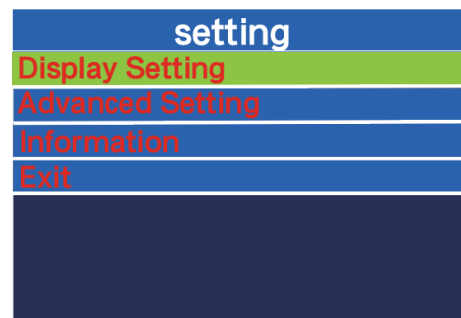 setting
Display Setting
Advanced Setting
Information
Exit